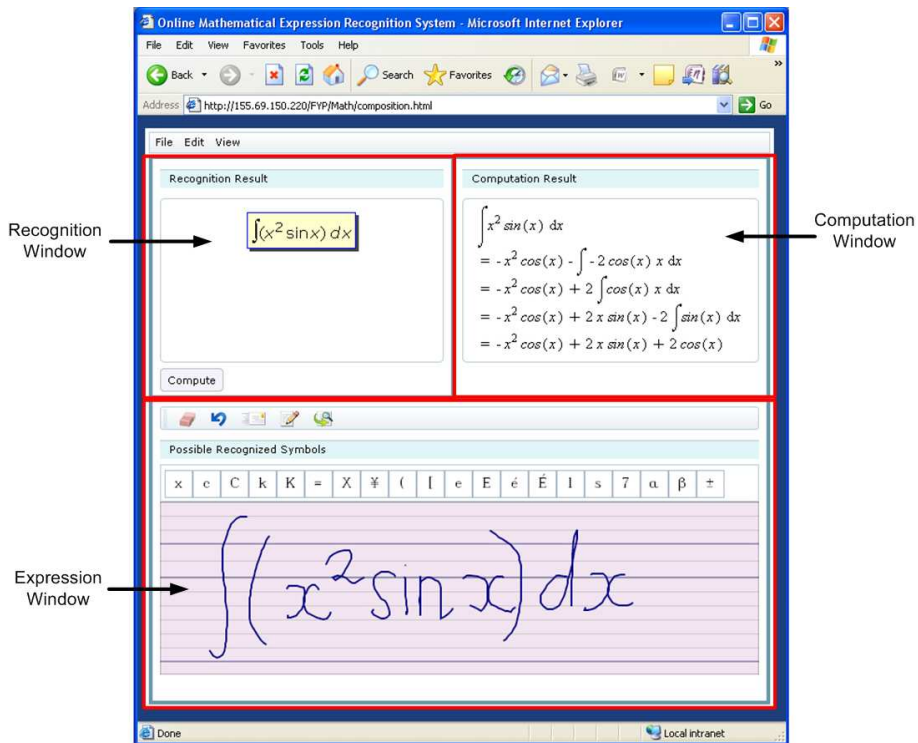 Online Mathematical Expression Recognition System - Microsoft Internet Explorer
File Edit View Favorites Tools Help
Back Search Favorites
Address http://155.69.150.220/FYP/Math/composition.html Go
File Edit View
Recognition Result
∫(x² sinx) dx
Compute
Recognition
Window
Computation Result
∫x² sin(x) dx
= -x² cos(x) - ∫-2 cos(x) x dx
= -x² cos(x) + 2 ∫cos(x) x dx
= -x² cos(x) + 2 x sin(x) - 2 ∫sin(x) dx
= -x² cos(x) + 2 x sin(x) + 2 cos(x)
Computation
Window
Possible Recognized Symbols
x c C k K = X ¥ ( [ e E é É l s 7 α β ±
∫(x² sin x) dx
Expression
Window
Done Local intranet